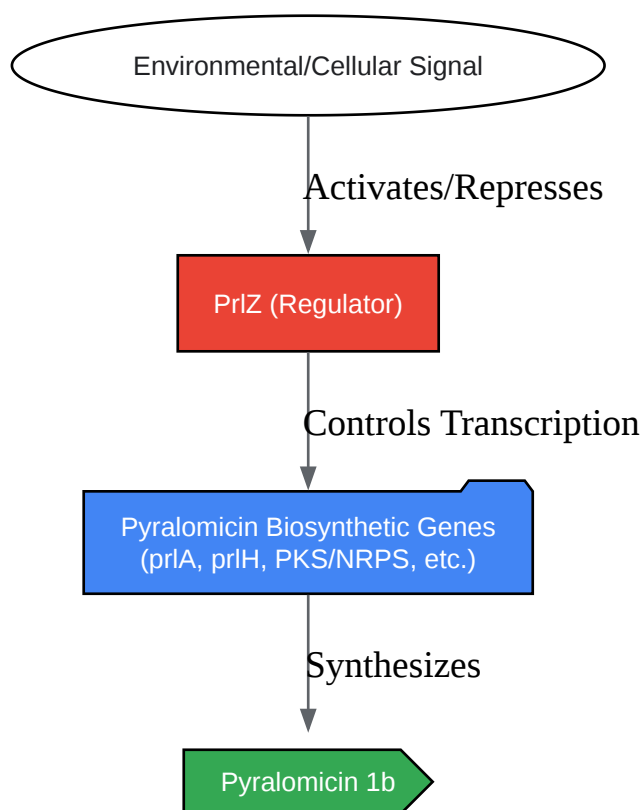 Environmental/Cellular Signal
Activates/Represses
PrlZ (Regulator)
Controls Transcription
Pyralomicin Biosynthetic Genes
(prlA, prlH, PKS/NRPS, etc.)
Synthesizes
Pyralomicin 1b